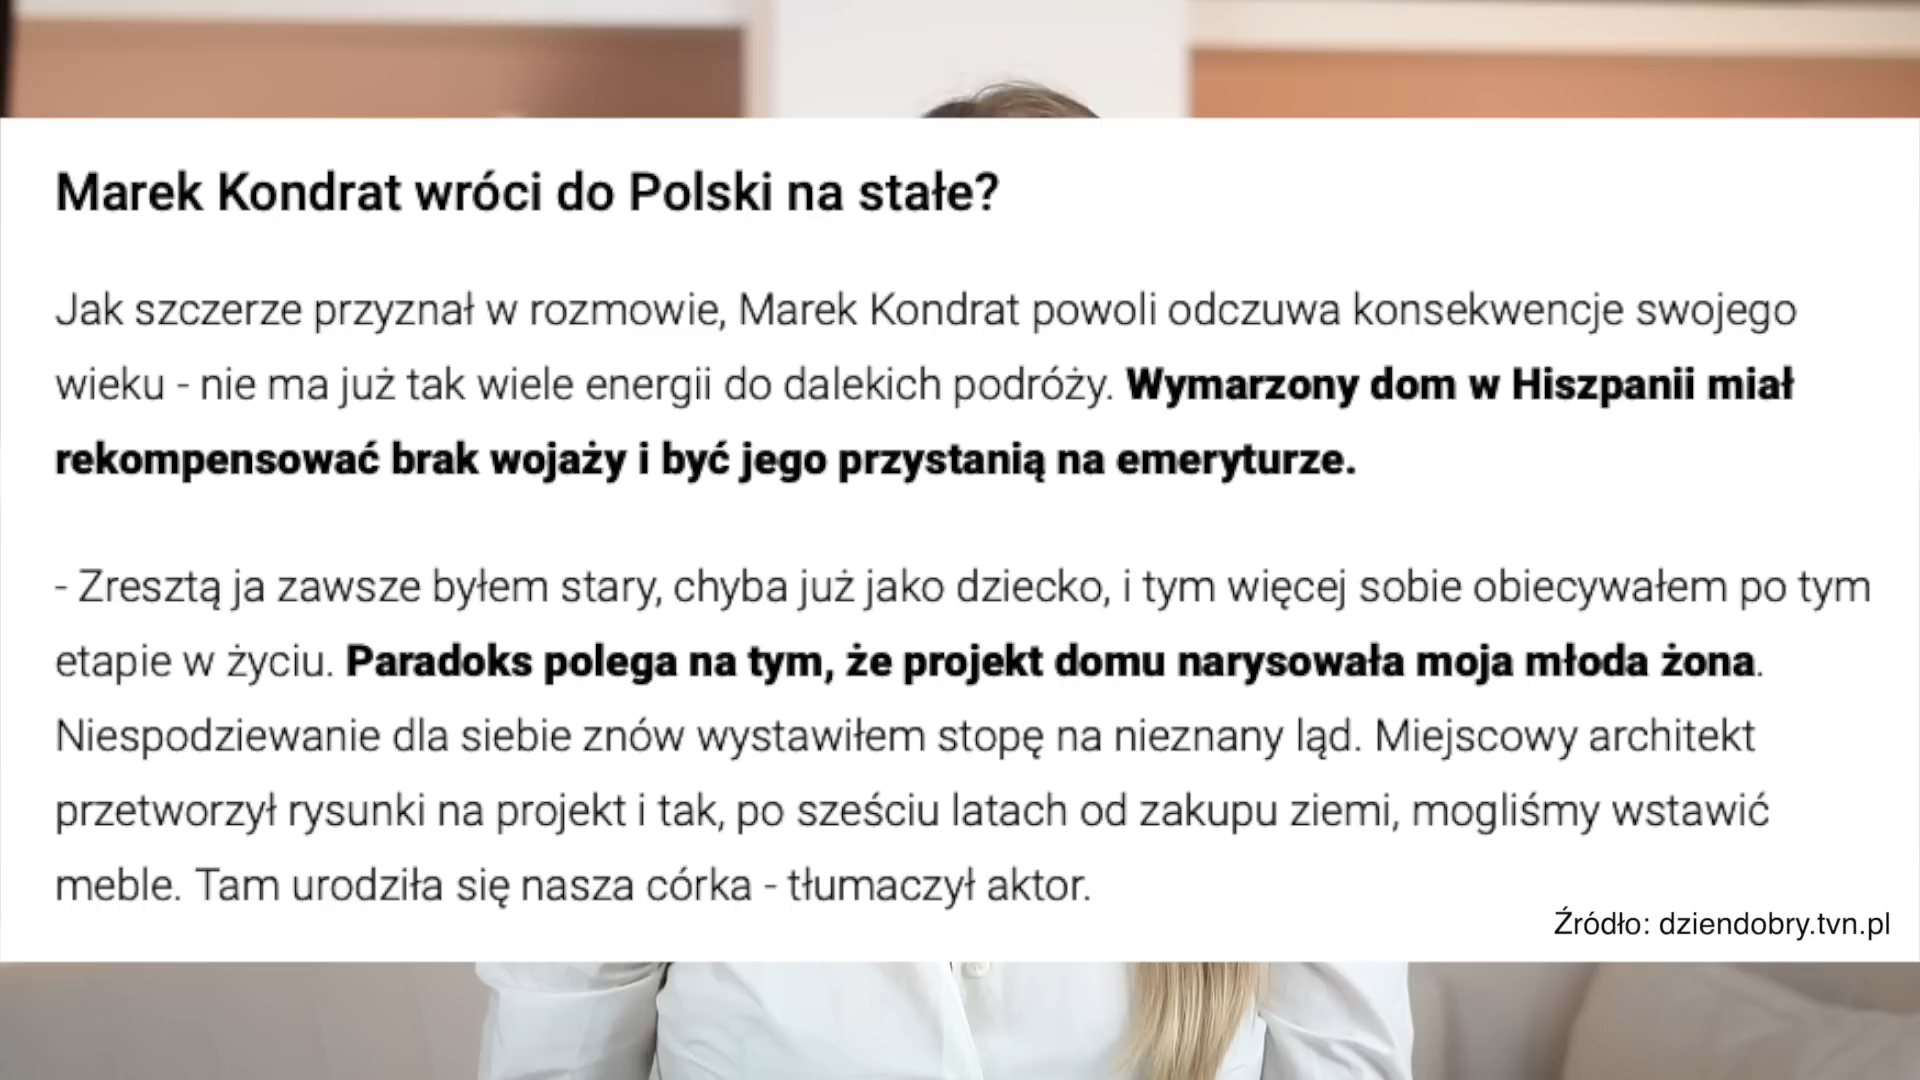 Marek Kondrat wróci do Polski na stałe?
Jak szczerze przyznał w rozmowie, Marek Kondrat powoli odczuwa konsekwencje swojego
wieku - nie ma już tak wiele energii do dalekich podróży. Wymarzony dom w Hiszpanii miał
rekompensować brak wojaży i być jego przystanią na emeryturze.
- Zresztą ja zawsze byłem stary, chyba już jako dziecko, i tym więcej sobie obiecywałem po tym
etapie w życiu. Paradoks polega na tym, że projekt domu narysowała moja młoda żona.
Niespodziewanie dla siebie znów wystawiłem stopę na nieznany ląd. Miejscowy architekt
przetworzył rysunki na projekt i tak, po sześciu latach od zakupu ziemi, mogliśmy wstawić
meble. Tam urodziła się nasza córka - tłumaczył aktor.
Źródło: dziendobry.tvn.pl